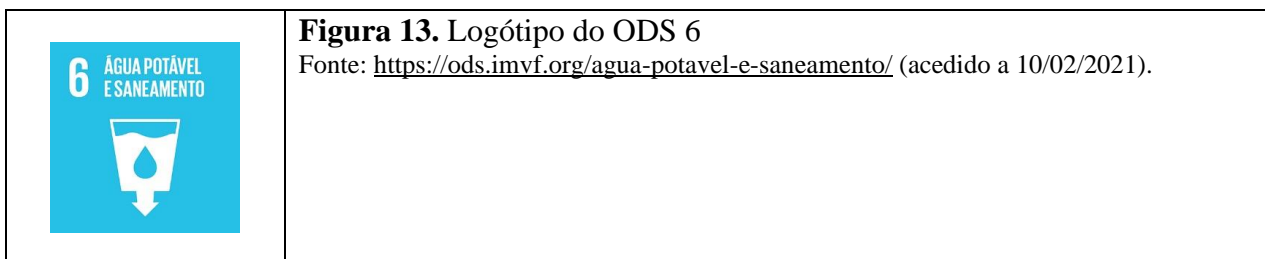 6 ÁGUA POTÁVEL
E SANEAMENTO
Figura 13. Logótipo do ODS 6
Fonte: https://ods.imvf.org/agua-potavel-e-saneamento/ (acedido a 10/02/2021).